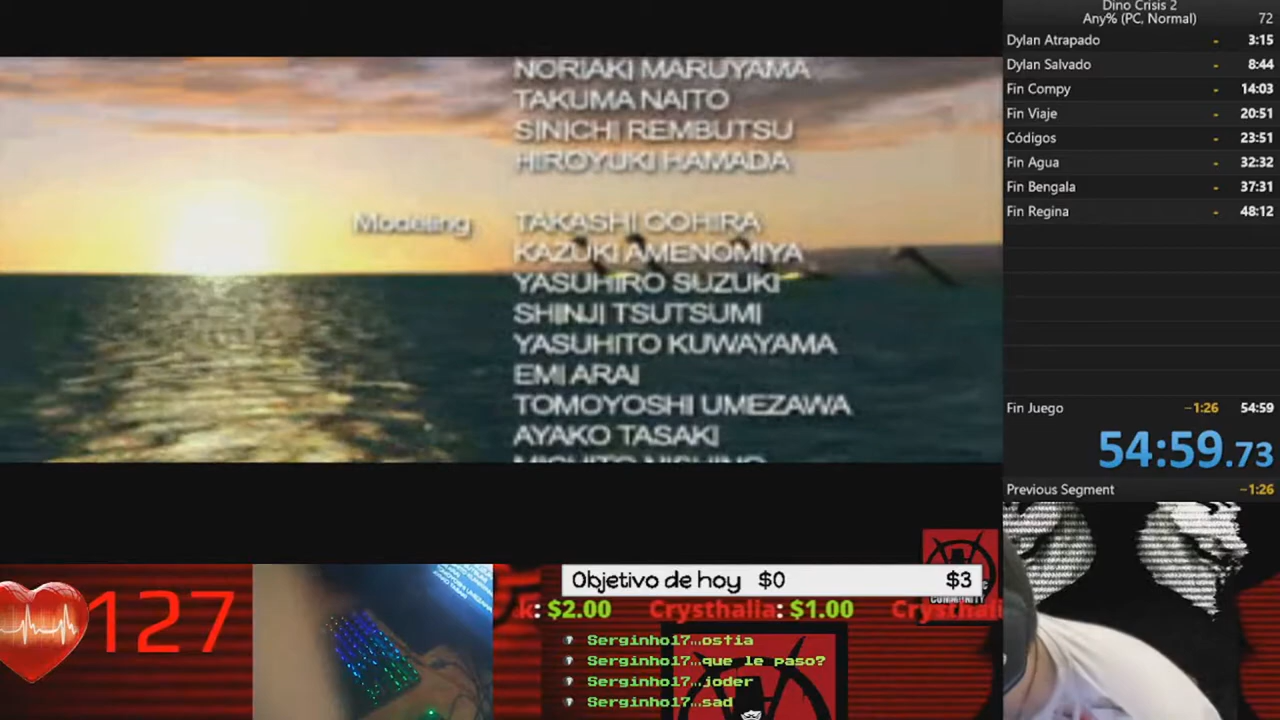 NORIAKI MARUYAMA
TAKUMA NAITO
SINICHI REMBUTSU
HIROYUKI HAMADA
Modeling TAKASHI OOHIRA
KAZUKI AMENOMIYA
YASUHIRO SUZUKI
SHINJI TSUTSUMI
YASUHITO KUWAYAMA
EMI ARAI
TOMOYOSHI UMEZAWA
AYAKO TASAKI
Dino Crisis 2
Any% (PC, Normal) 72
Dylan Atrapado - 3:15
Dylan Salvado - 8:44
Fin Compy - 14:03
Fin Viaje - 20:51
Códigos - 23:51
Fin Agua - 32:32
Fin Bengala - 37:31
Fin Regina - 48:12
Fin Juego −1:26 54:59
54:59.73
Previous Segment −1:26
127
Objetivo de hoy $0 $3
k: $2.00 Crysthalia: $1.00 Crysthali
COMMUNITY
Serginho17...ostia
Serginho17...que le paso?
Serginho17...joder
Serginho17...sad